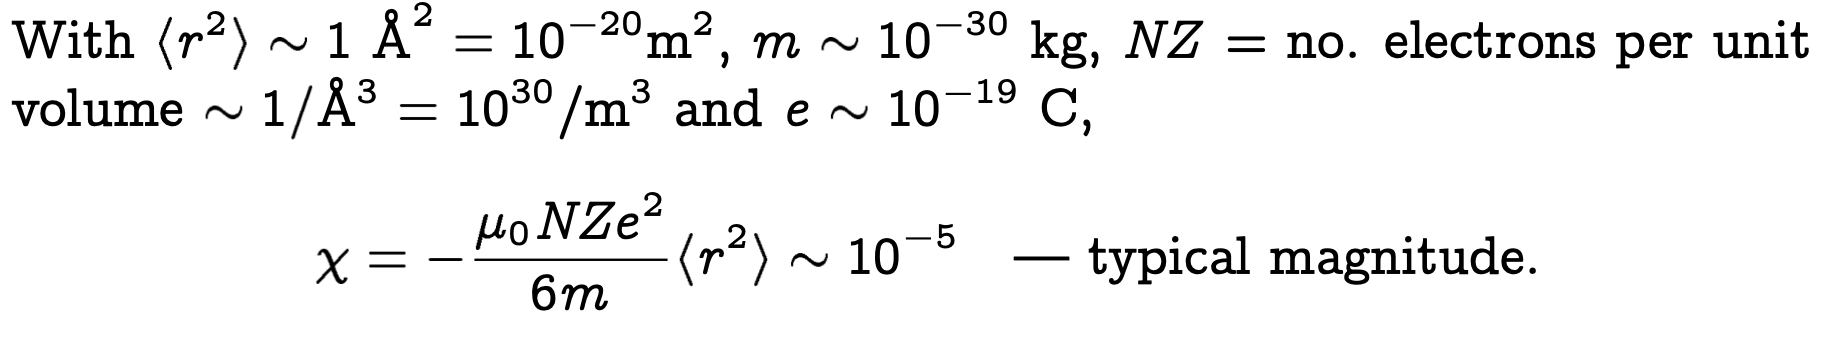 With ⟨r²⟩ ∼ 1 Å² = 10⁻²⁰m², m ∼ 10⁻³⁰ kg, NZ = no. electrons per unit
volume ∼ 1/Å³ = 10³⁰/m³ and e ∼ 10⁻¹⁹ C,
χ = −\frac{μ₀NZe²}{6m}⟨r²⟩ ∼ 10⁻⁵ — typical magnitude.